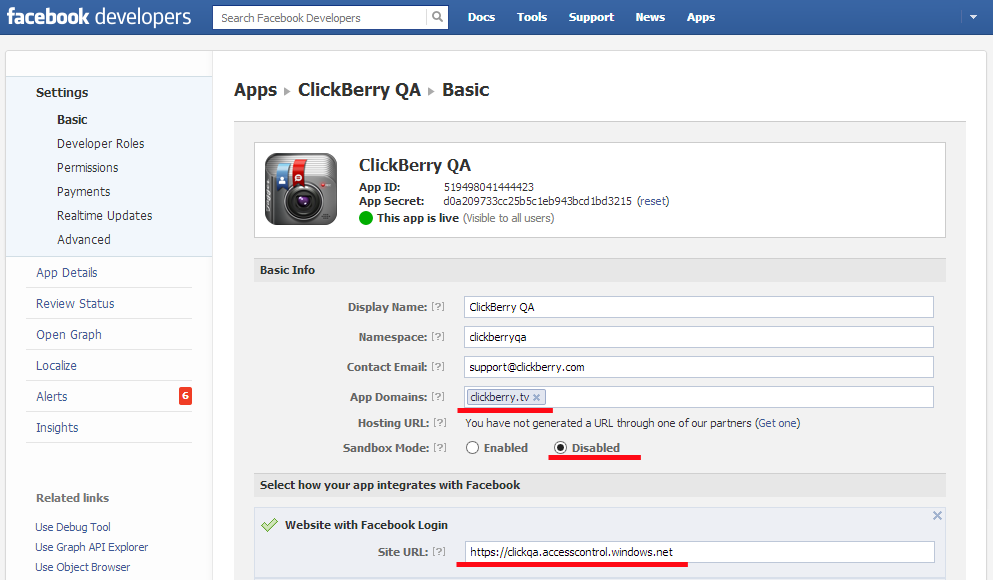 facebook developers
Search Facebook Developers
Docs Tools Support News Apps
Settings
Basic
Developer Roles
Permissions
Payments
Realtime Updates
Advanced
App Details
Review Status
Open Graph
Localize
Alerts 6
Insights
Related links
Use Debug Tool
Use Graph API Explorer
Use Object Browser
Apps ▸ ClickBerry QA ▸ Basic
ClickBerry QA
App ID: 519498041444423
App Secret: d0a209733cc25b5c1eb943bcd1bd3215 (reset)
This app is live (Visible to all users)
Basic Info
Display Name: [?] ClickBerry QA
Namespace: [?] clickberryqa
Contact Email: [?] support@clickberry.com
App Domains: [?] clickberry.tv ×
Hosting URL: [?] You have not generated a URL through one of our partners (Get one)
Sandbox Mode: [?] Enabled Disabled
Select how your app integrates with Facebook
Website with Facebook Login
Site URL: [?] https://clickqa.accesscontrol.windows.net